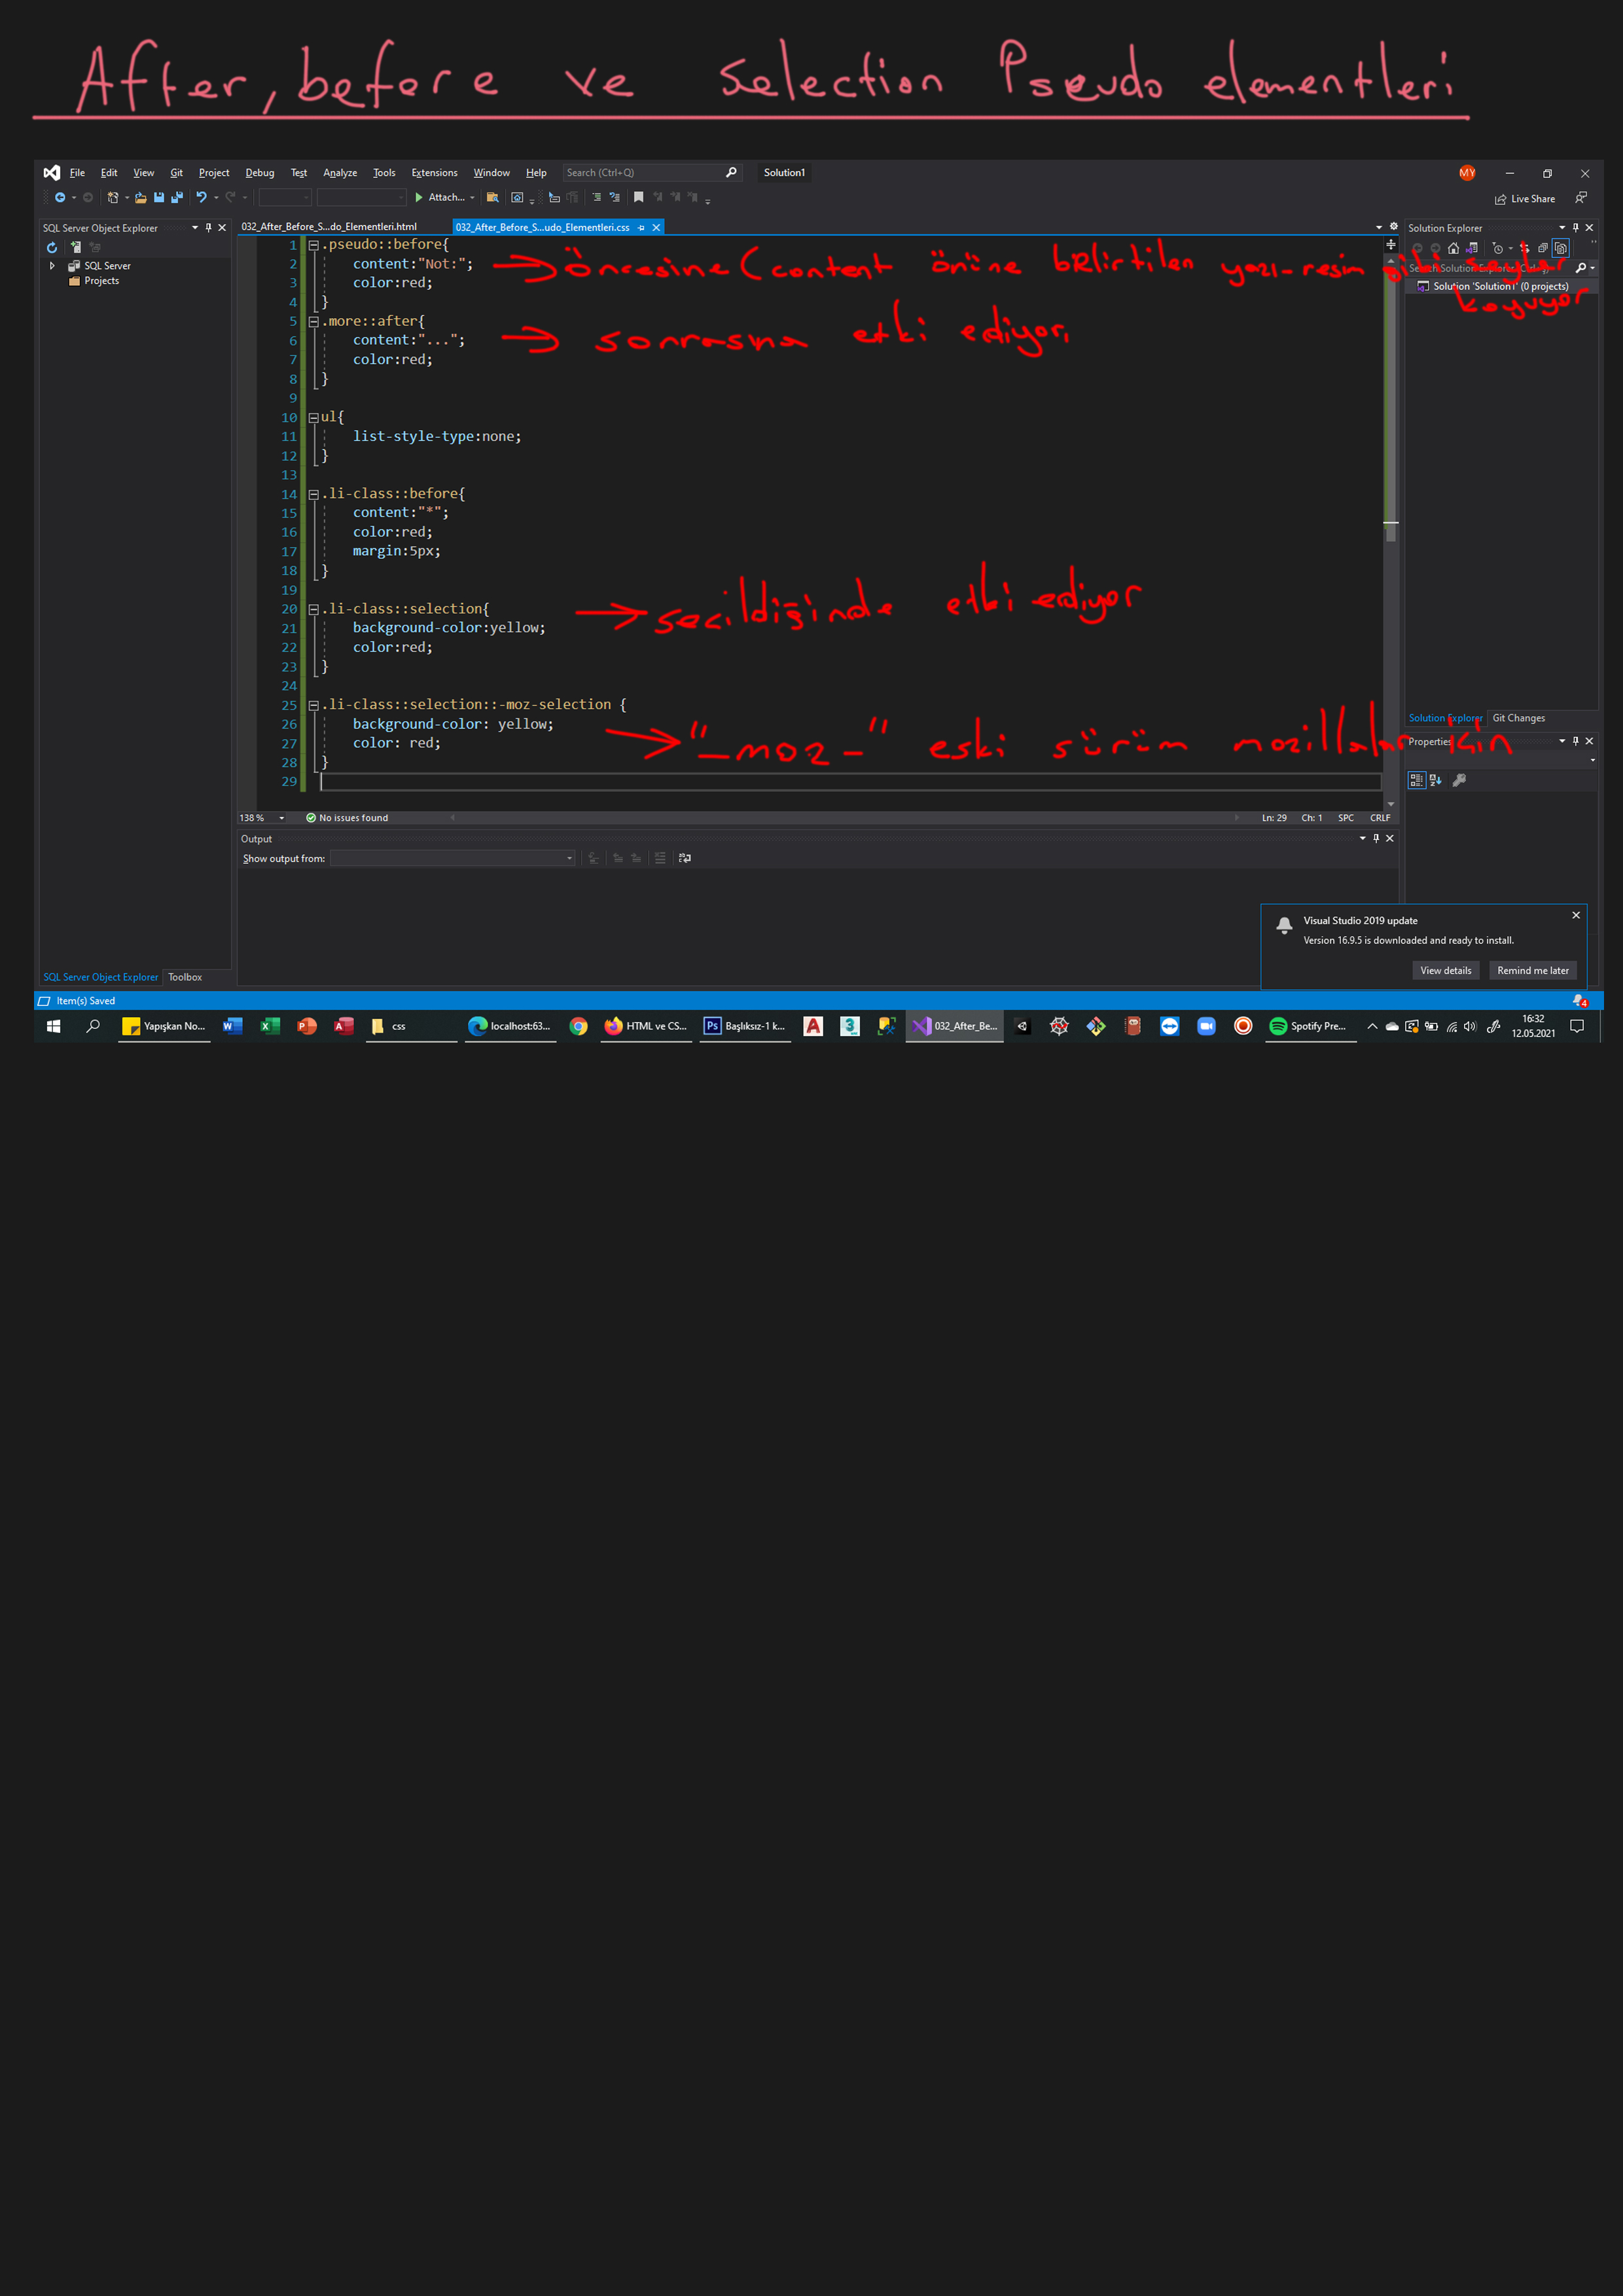 After, before ve selection Pseudo elementleri
File Edit View Git Project Debug Test Analyze Tools Extensions Window Help Search (Ctrl+Q) Solution1 MY
Attach... Live Share
SQL Server Object Explorer
SQL Server
Projects
032_After_Before_S...do_Elementleri.html 032_After_Before_S...udo_Elementleri.css
1 .pseudo::before{
2 content:"Not:"; öncesine (content önüne belirtilen yazı-resim gibi şeyler koyuyor
3 color:red;
4 }
5 .more::after{
6 content:"..."; sonrasına etki ediyor.
7 color:red;
8 }
9
10 ul{
11 list-style-type:none;
12 }
13
14 .li-class::before{
15 content:"*";
16 color:red;
17 margin:5px;
18 }
19
20 .li-class::selection{ seçildiğinde etki ediyor
21 background-color:yellow;
22 color:red;
23 }
24
25 .li-class::selection::-moz-selection {
26 background-color: yellow; "-moz-" eski sürüm mozillalar için
27 color: red;
28 }
29
138 % No issues found Ln: 29 Ch: 1 SPC CRLF
Output
Show output from:
Solution Explorer
Solution 'Solution1' (0 projects)
Solution Explorer Git Changes
Properties
Visual Studio 2019 update
Version 16.9.5 is downloaded and ready to install.
View details Remind me later
SQL Server Object Explorer Toolbox
Item(s) Saved 4
Yapışkan No... css localhost:63... HTML ve CS... Ps Başlıksız-1 k... 032_After_Be... Spotify Pre...
16:32
12.05.2021